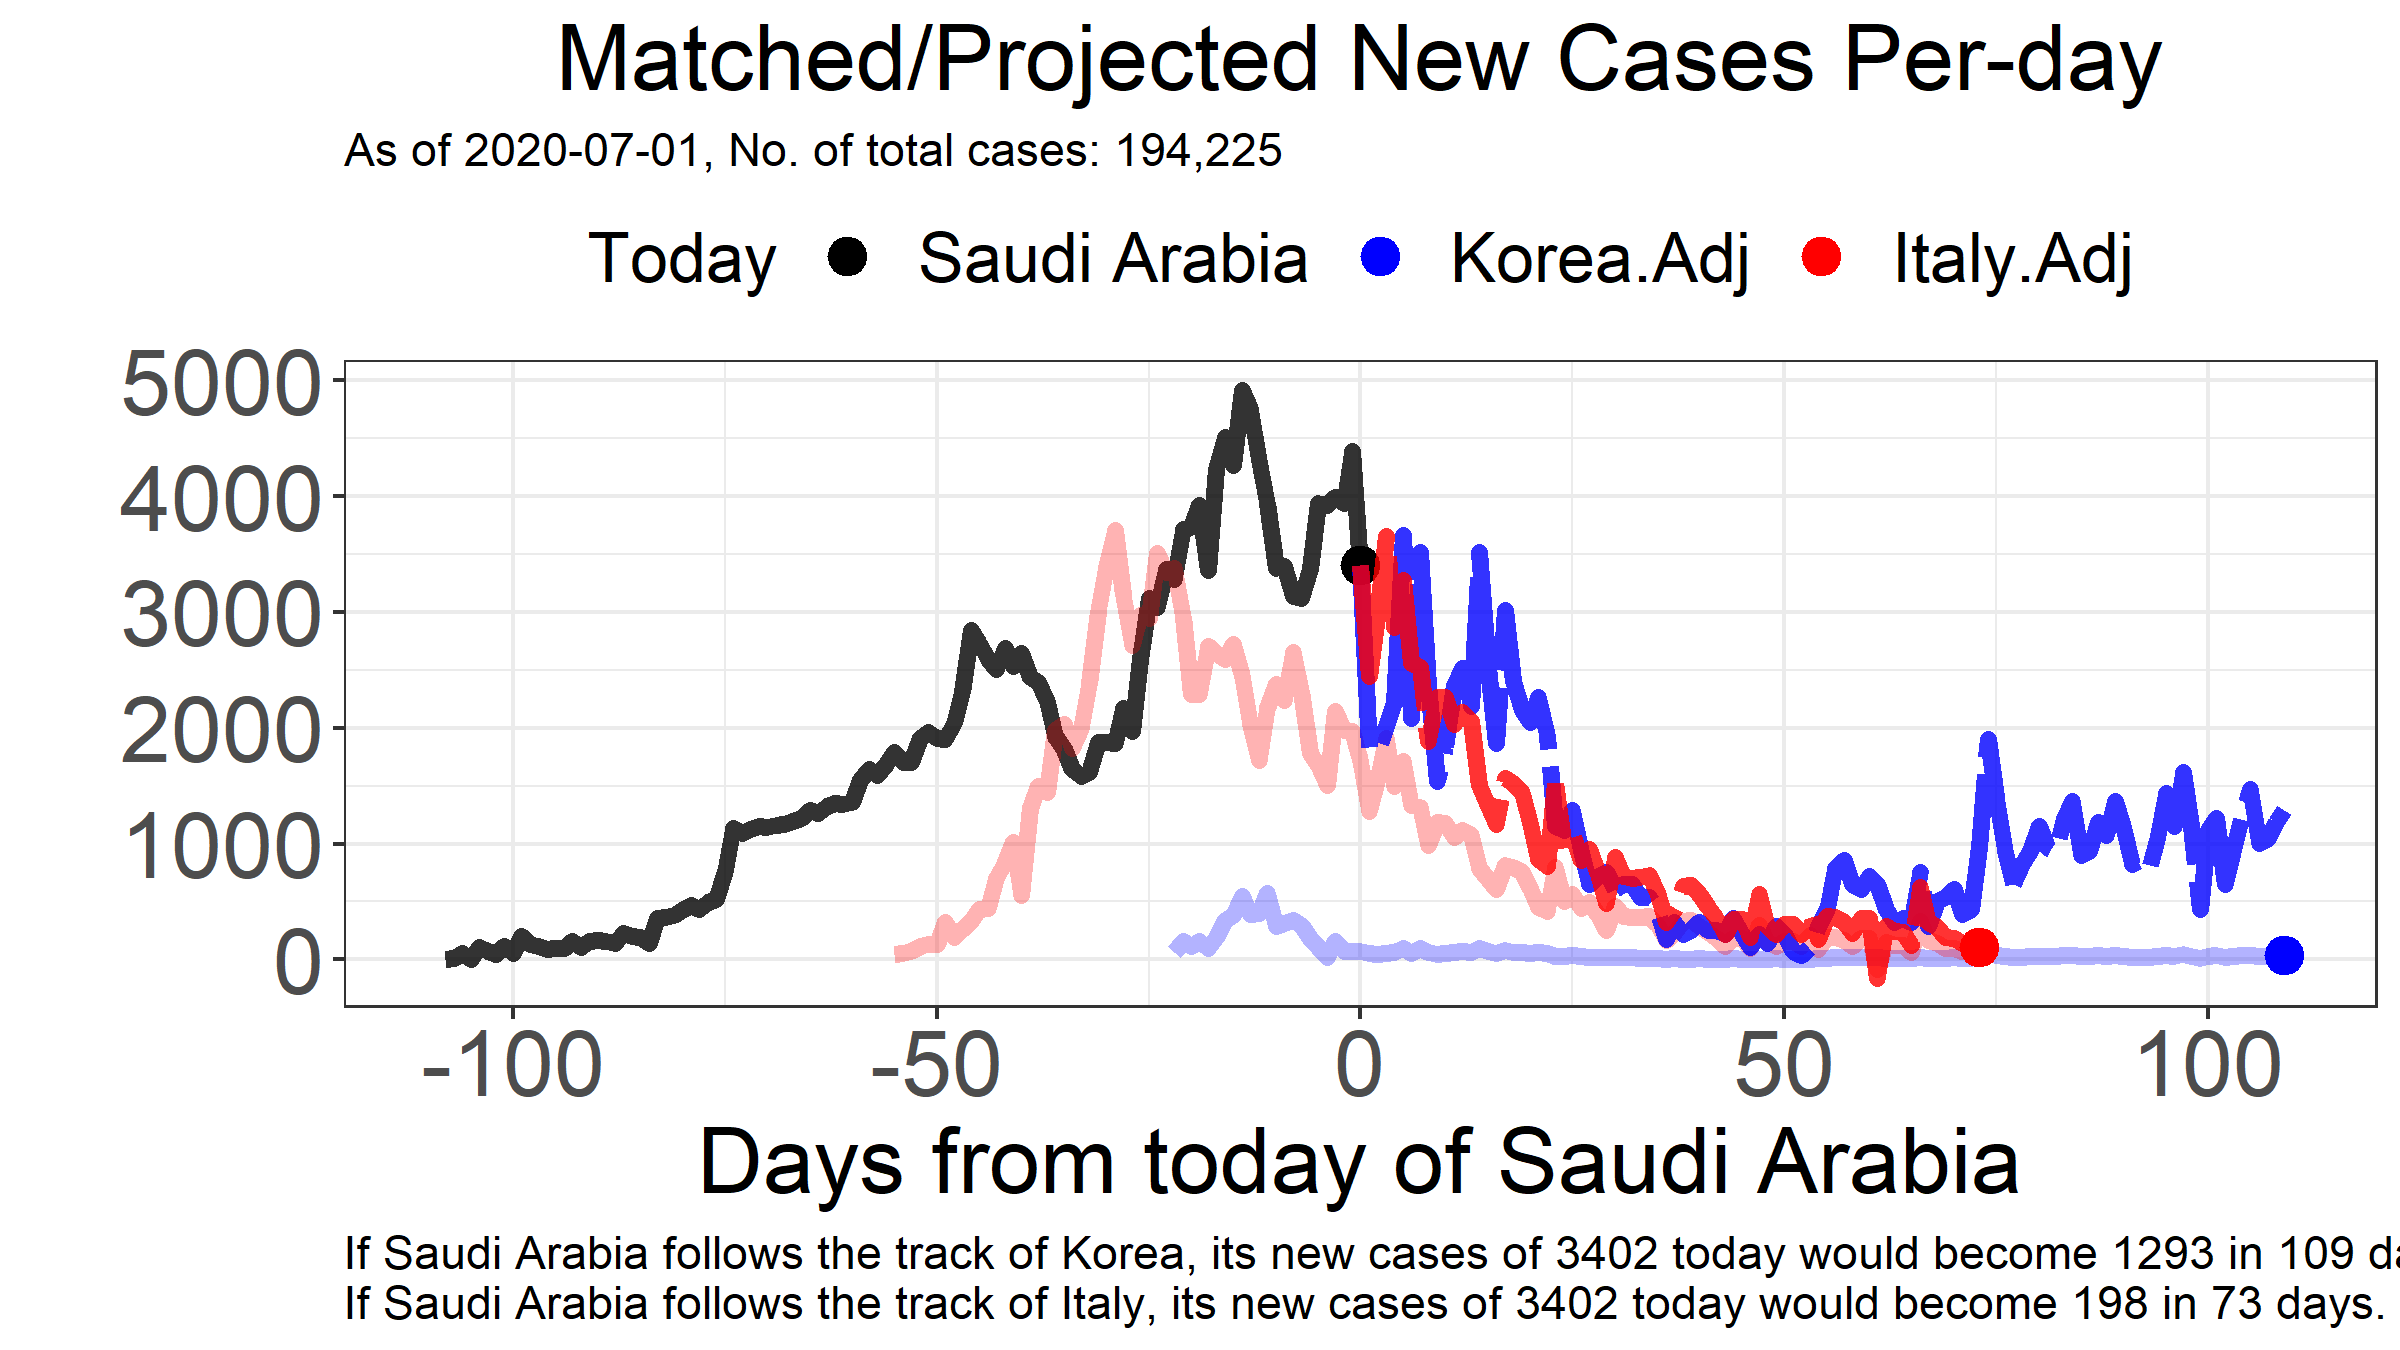 Matched/Projected New Cases Per-day
As of 2020-07-01, No. of total cases: 194,225
Today Saudi Arabia Korea.Adj Italy.Adj
5000
4000
3000
2000
1000
0
-100 -50 0 50 100
Days from today of Saudi Arabia
If Saudi Arabia follows the track of Korea, its new cases of 3402 today would become 1293 in 109
If Saudi Arabia follows the track of Italy, its new cases of 3402 today would become 198 in 73 days.